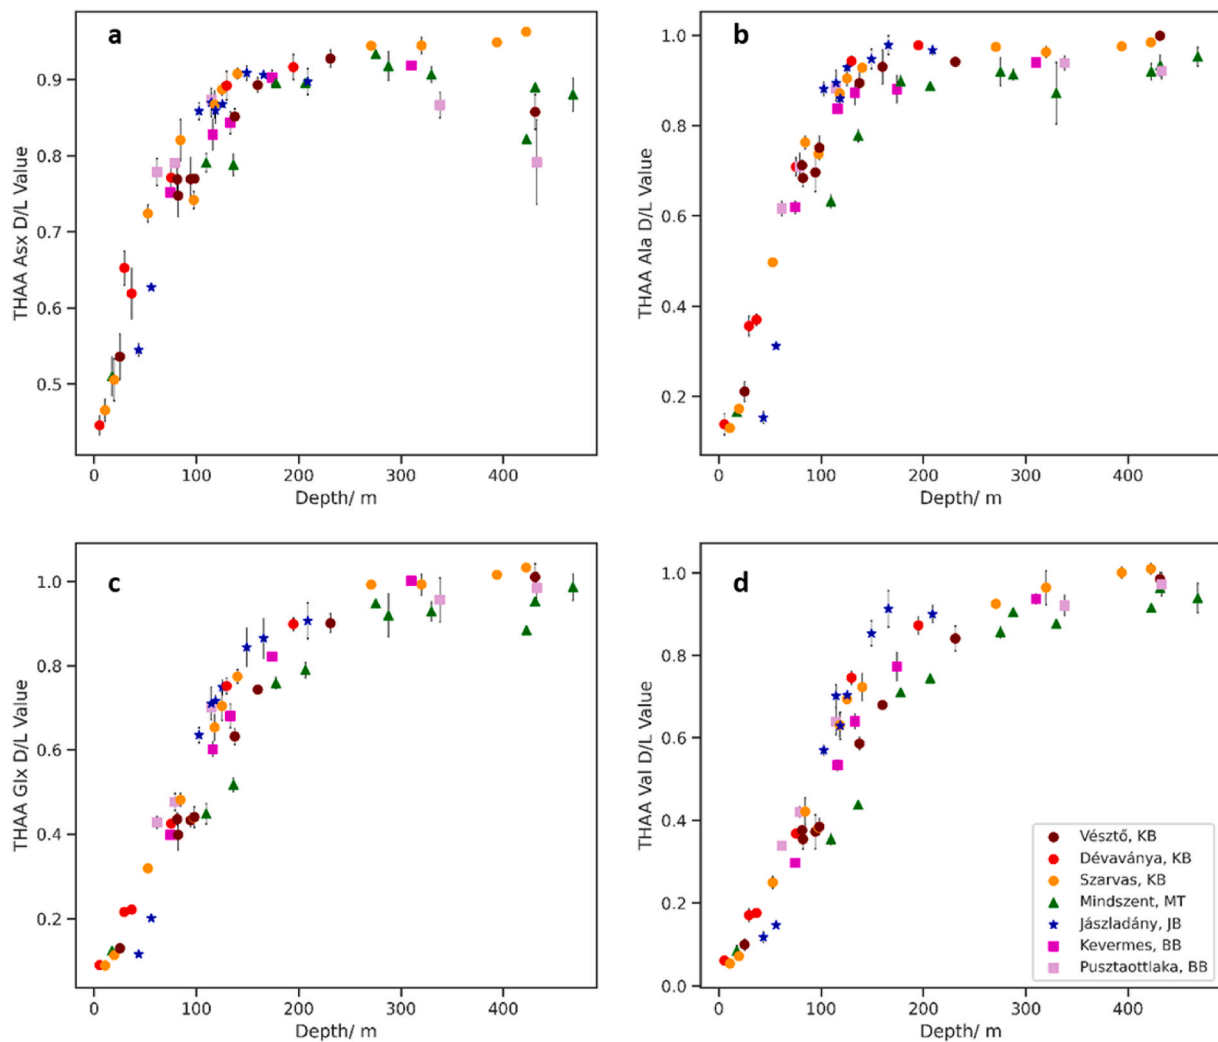 a
0.9
0.8
0.7
0.6
0.5
THAA Asx D/L Value
0
100
200
300
400
Depth/ m
b
1.0
0.8
0.6
0.4
0.2
THAA Ala D/L Value
0
100
200
300
400
Depth/ m
c
1.0
0.8
0.6
0.4
0.2
THAA Glx D/L Value
0
100
200
300
400
Depth/ m
d
1.0
0.8
0.6
0.4
0.2
0.0
THAA Val D/L Value
0
100
200
300
400
Depth/ m
Vésztő, KB
Dévaványa, KB
Szarvas, KB
Mindszent, MT
Jászladány, JB
Kevermes, BB
Pusztaottlaka, BB